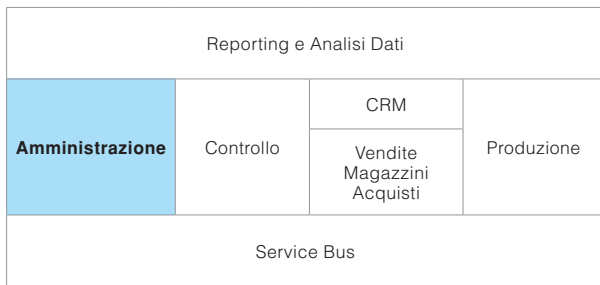 Reporting e Analisi Dati
Amministrazione
Controllo
CRM
Vendite
Magazzini
Acquisti
Produzione
Service Bus